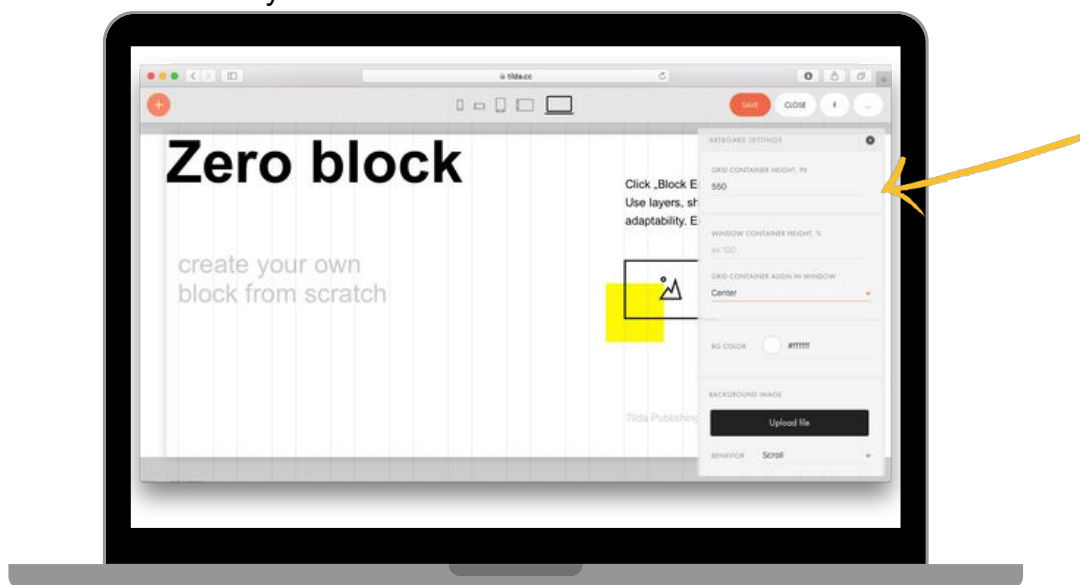 tilda.cc
SAVE
CLOSE
...
ARTBOARD SETTINGS
Zero block
create your own
block from scratch
Click „Block E
Use layers, sh
adaptability. E
Tilda Publishing
GRID CONTAINER HEIGHT, PX
550
WINDOW CONTAINER HEIGHT, %
ex:100
GRID CONTAINER ALIGN IN WINDOW
Center
BG COLOR
#ffffff
BACKGROUND IMAGE
Upload file
BEHAVIOR
Scroll